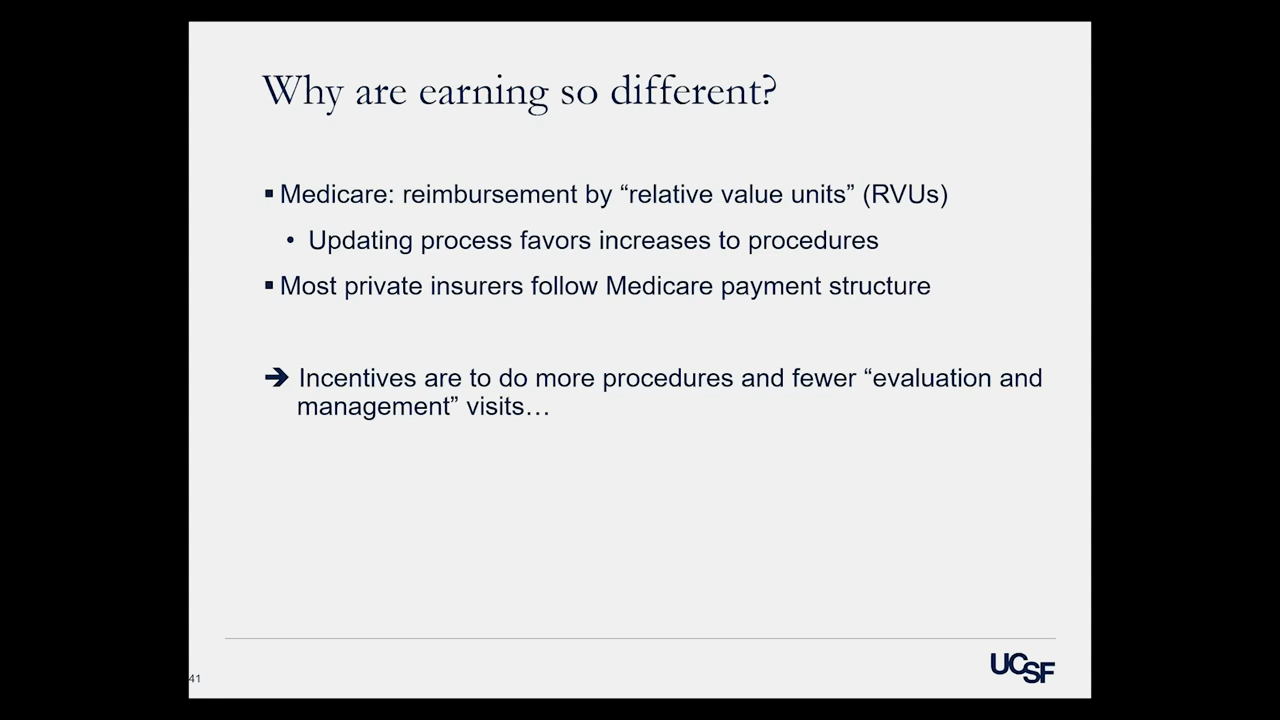 Why are earning so different?
▪ Medicare: reimbursement by “relative value units” (RVUs)
• Updating process favors increases to procedures
▪ Most private insurers follow Medicare payment structure
➔ Incentives are to do more procedures and fewer “evaluation and
management” visits…
41
UCSF